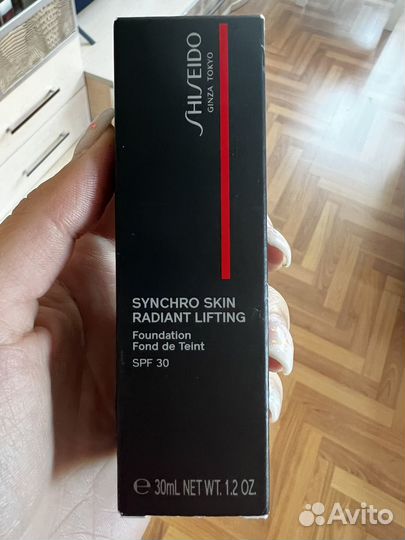 SHISEIDO
GINZA TOKYO
SYNCHRO SKIN
RADIANT LIFTING
Foundation
Fond de Teint
SPF 30
℮ 30mL NET WT. 1.2 OZ.
Avito